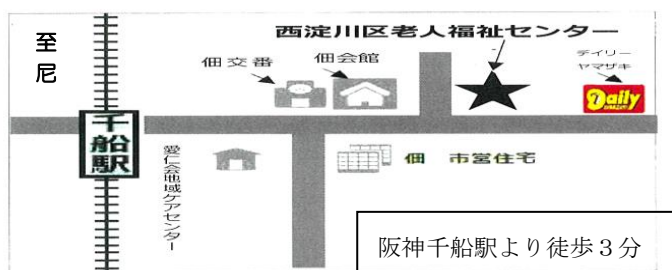 至
尼
西淀川区老人福祉センター
佃交番
佃会館
デイリー
ヤマザキ
Daily
千船駅
愛仁会地域ケアセンター
佃 市営住宅
阪神千船駅より徒歩３分